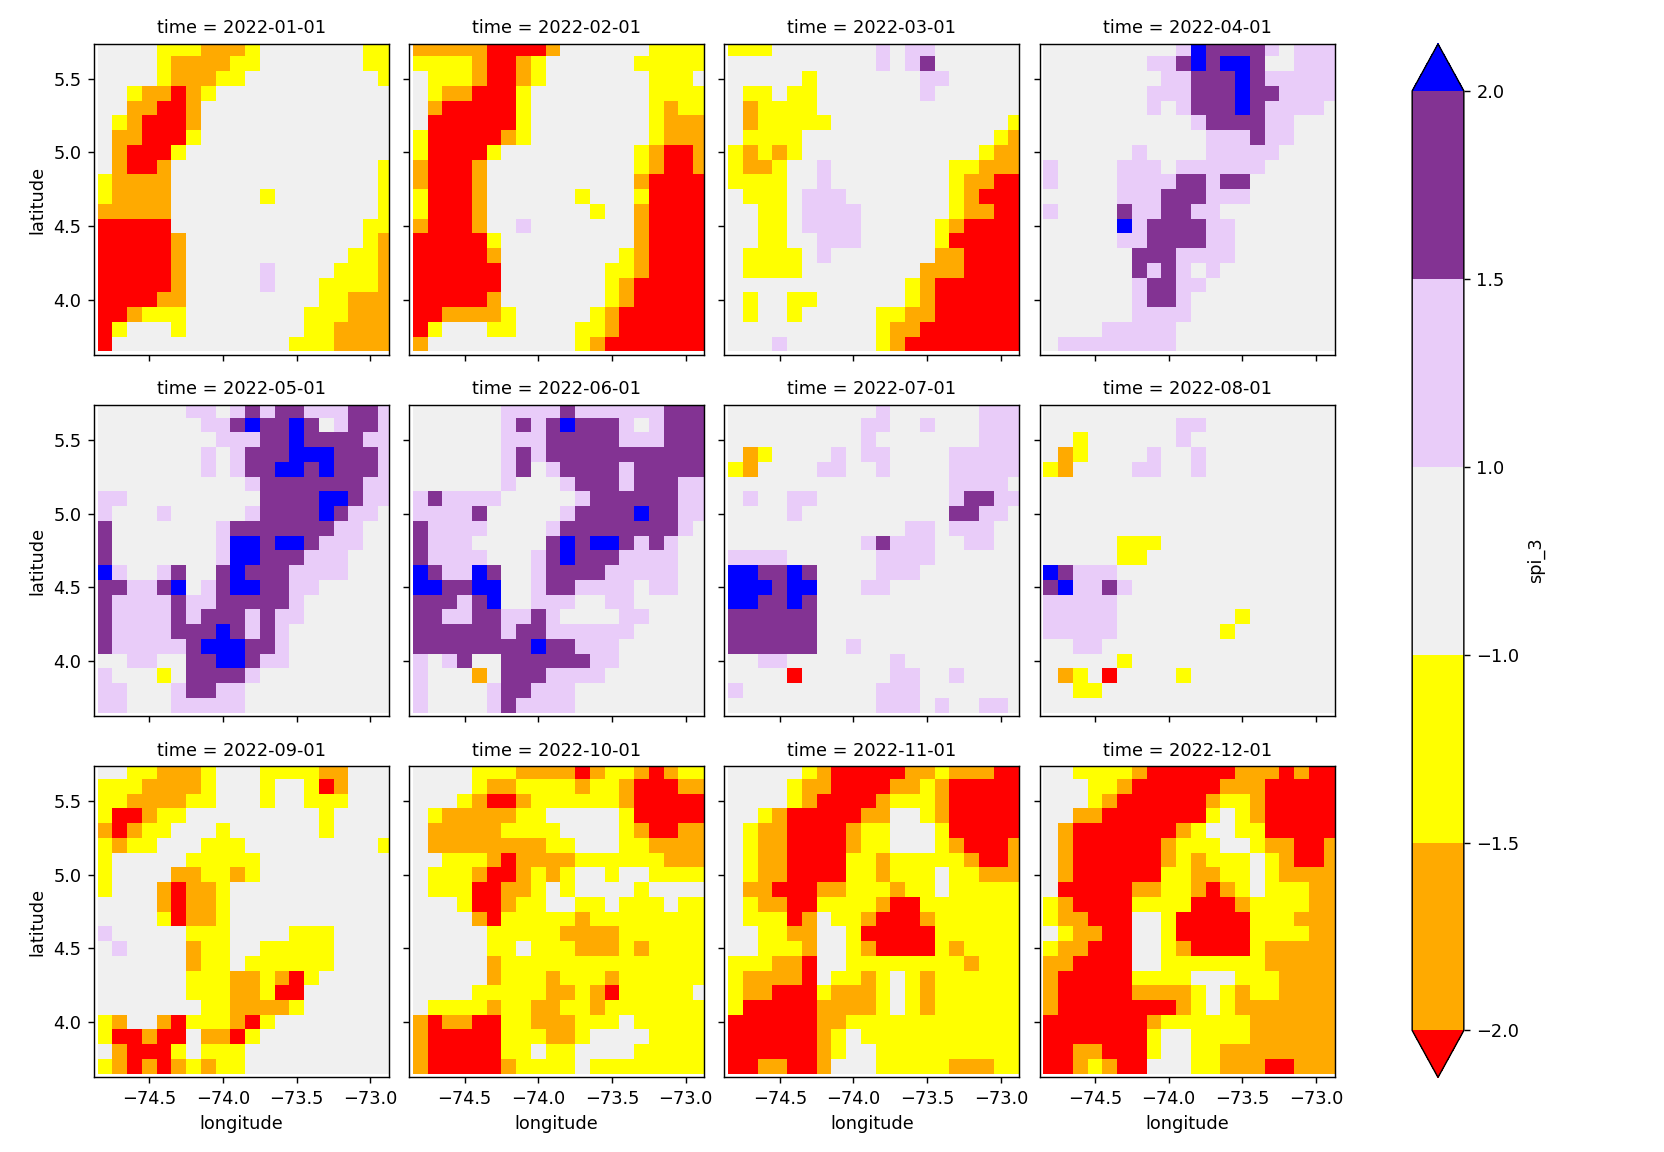 time = 2022-01-01
time = 2022-02-01
time = 2022-03-01
time = 2022-04-01
5.5
5.0
4.5
4.0
latitude
time = 2022-05-01
time = 2022-06-01
time = 2022-07-01
time = 2022-08-01
5.5
5.0
4.5
4.0
latitude
time = 2022-09-01
time = 2022-10-01
time = 2022-11-01
time = 2022-12-01
5.5
5.0
4.5
4.0
latitude
−74.5 −74.0 −73.5 −73.0
−74.5 −74.0 −73.5 −73.0
−74.5 −74.0 −73.5 −73.0
−74.5 −74.0 −73.5 −73.0
longitude
longitude
longitude
longitude
2.0
1.5
1.0
−1.0
−1.5
−2.0
spi_3